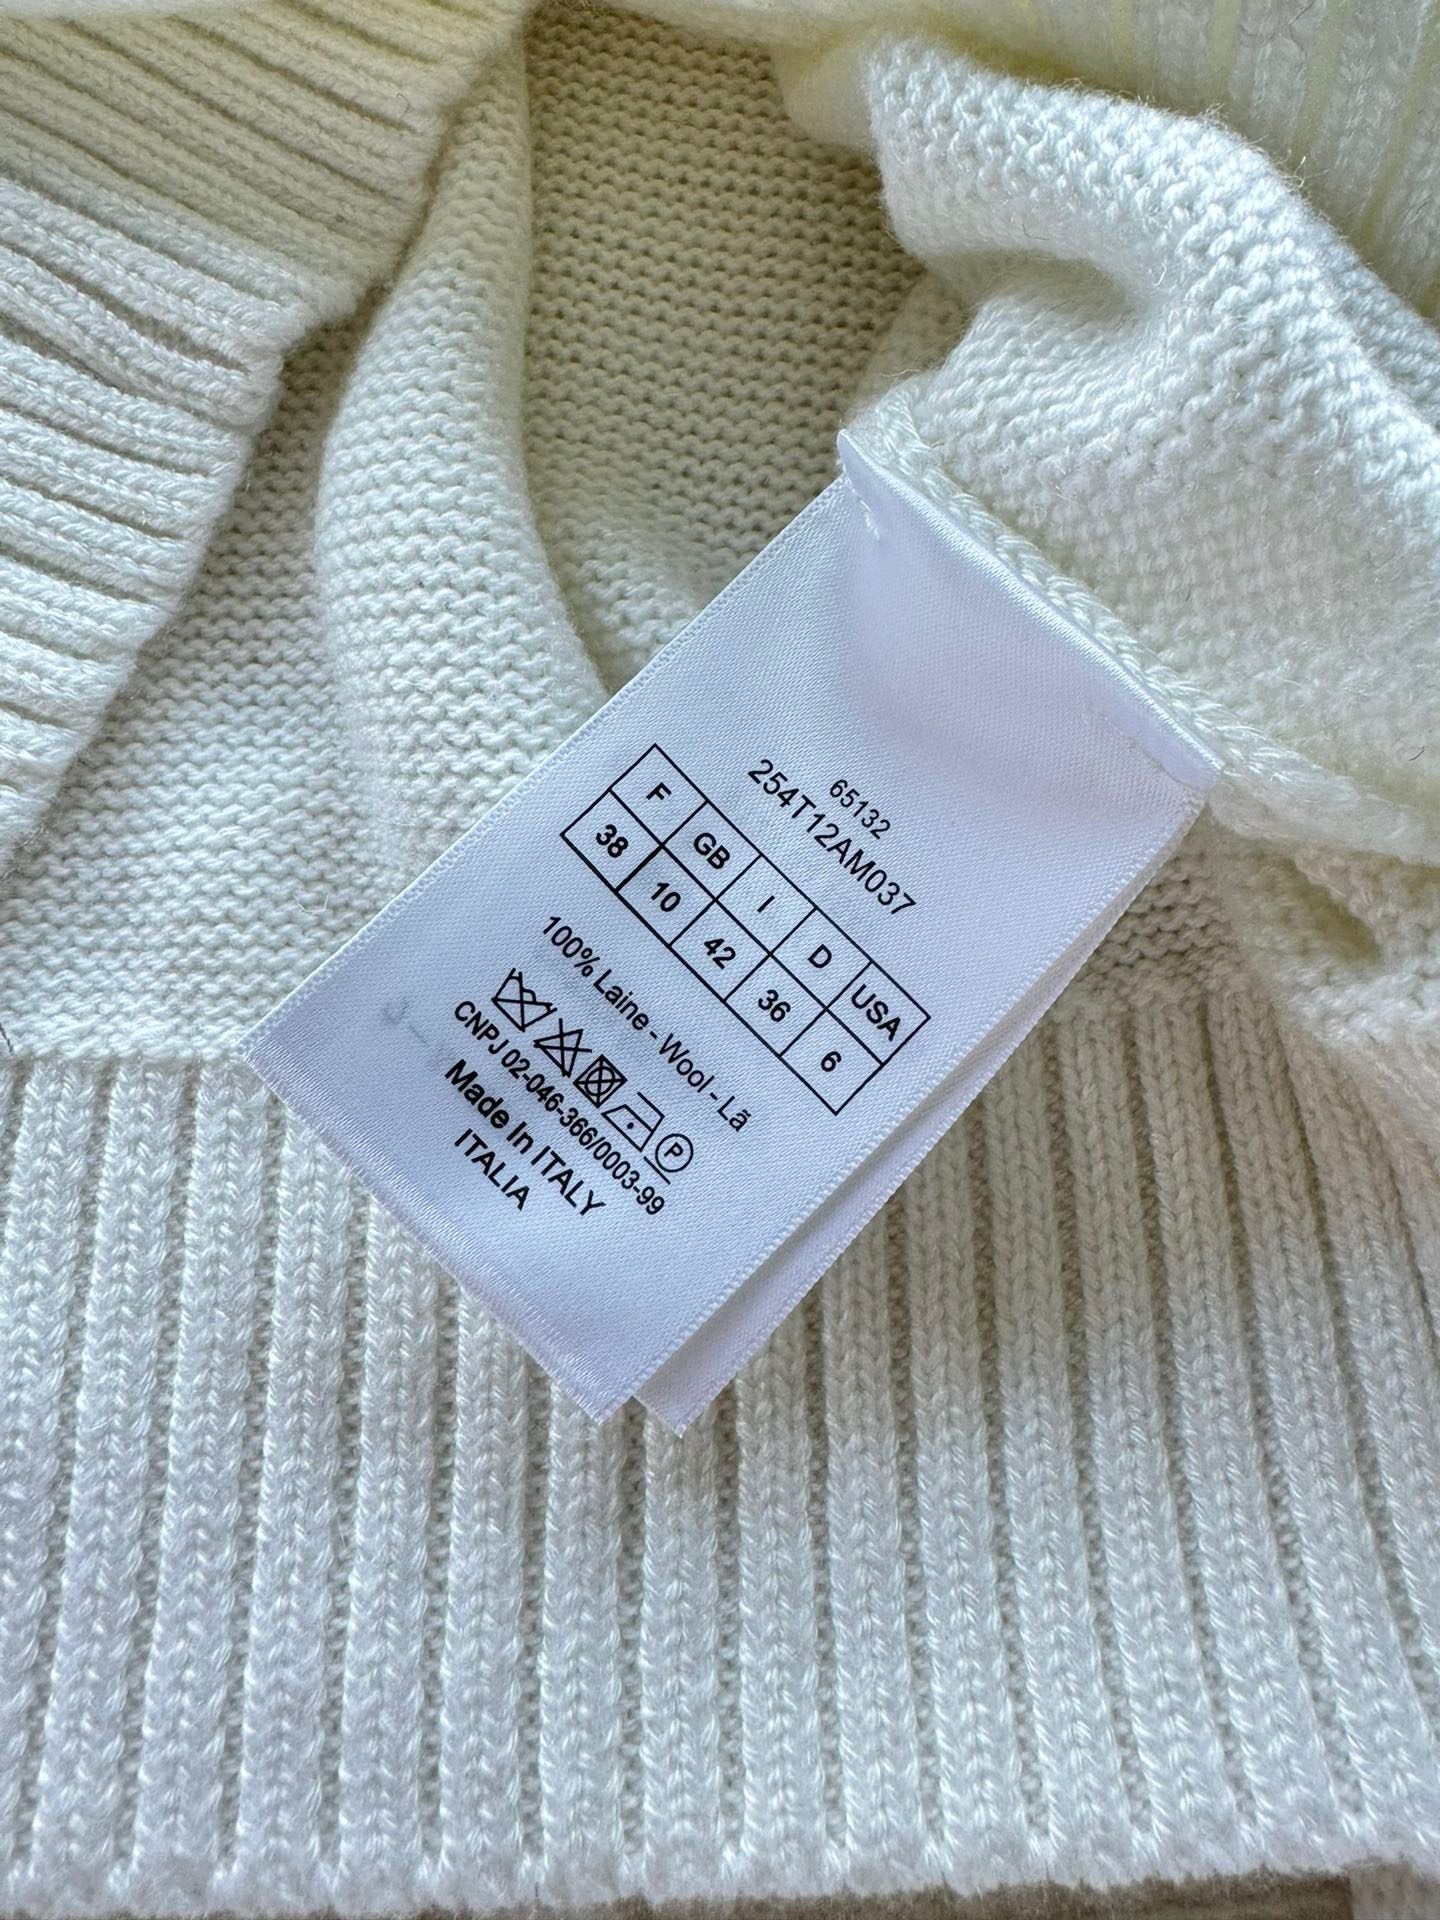 65132
254T12AM037
F GB I D USA
38 10 42 36 6
100% Laine - Wool - Lã
P
CNPJ 02-046-366/0003-99
Made In ITALY
ITALIA